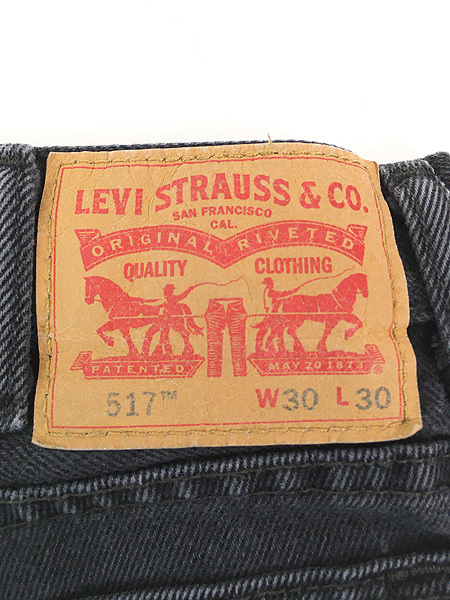 LEVI STRAUSS & CO.
SAN FRANCISCO
CAL.
ORIGINAL RIVETED
QUALITY CLOTHING
PATENTED MAY 20 1873
517™ W30 L30